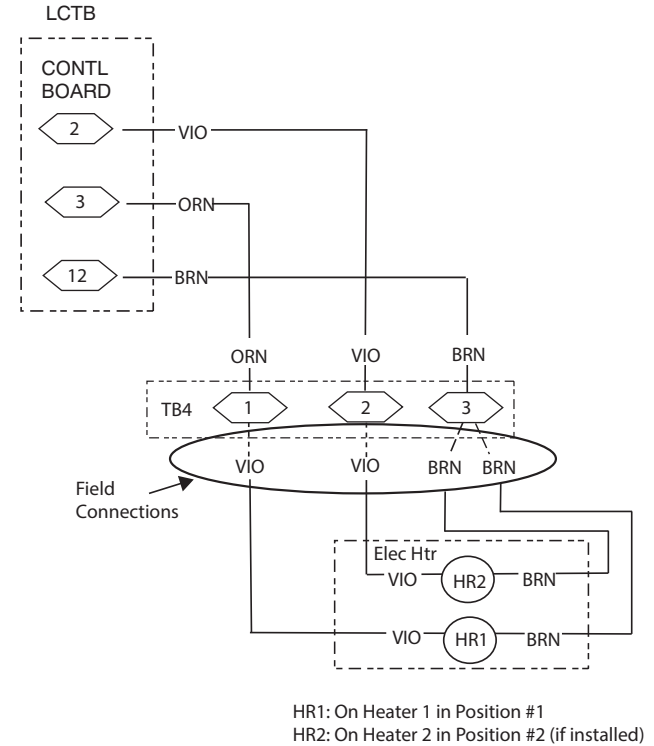 LCTB
CONTL
BOARD
2
VIO
3
ORN
12
BRN
ORN
VIO
BRN
TB4
1
2
3
VIO
VIO
BRN
BRN
Field
Connections
Elec Htr
VIO
HR2
BRN
VIO
HR1
BRN
HR1: On Heater 1 in Position #1
HR2: On Heater 2 in Position #2 (if installed)